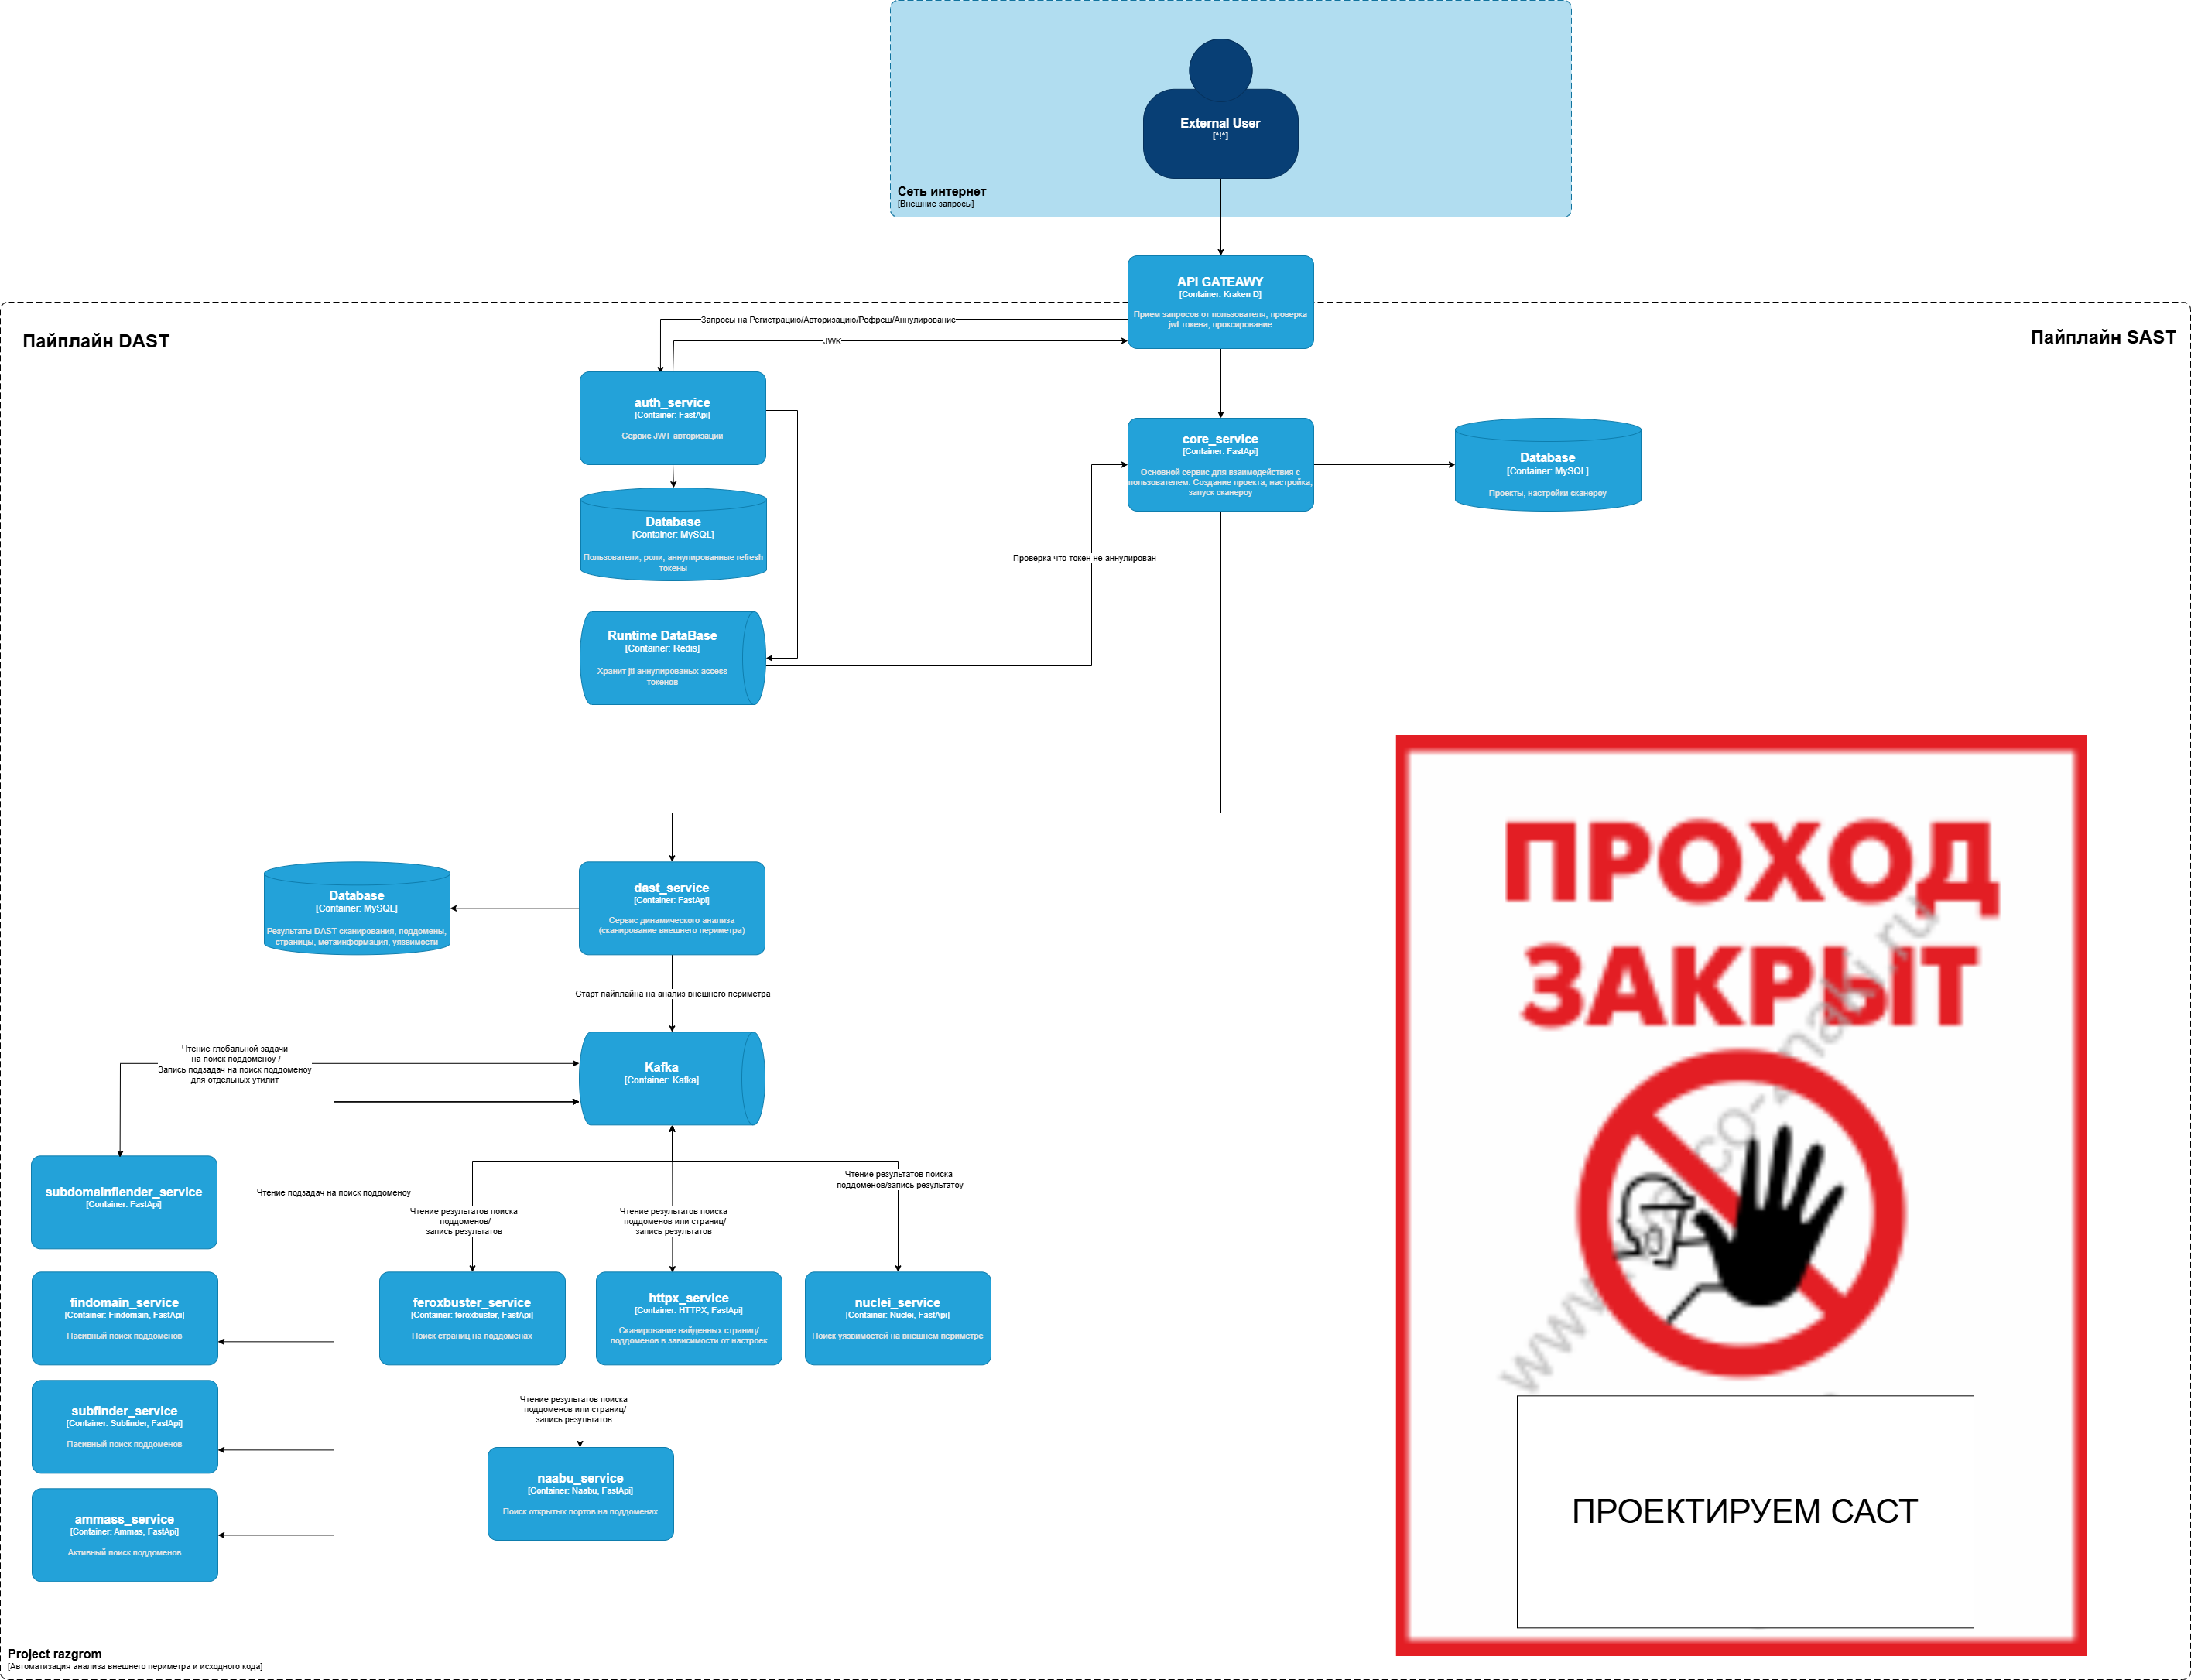 External User
[^!^]
Сеть интернет
[Внешние запросы]
API GATEAWY
[Container: Kraken D]
Прием запросов от пользователя, проверка
jwt токена, проксирование
Пайплайн DAST
Пайплайн SAST
Запросы на Регистрацию/Авторизацию/Рефреш/Аннулирование
JWK
auth_service
[Container: FastApi]
Сервис JWT авторизации
core_service
[Container: FastApi]
Основной сервис для взаимодействия с
пользователем. Создание проекта, настройка,
запуск сканероу
Database
[Container: MySQL]
Проекты, настройки сканероу
Database
[Container: MySQL]
Пользователи, роли, аннулированные refresh
токены
Проверка что токен не аннулирован
Runtime DataBase
[Container: Redis]
Хранит jti аннулированых access
токенов
Database
[Container: MySQL]
Результаты DAST сканирования, поддомены,
страницы, метаинформация, уязвимости
dast_service
[Container: FastApi]
Сервис динамического анализа
(сканирование внешнего периметра)
Старт пайплайна на анализ внешнего периметра
Чтение глобальной задачи
на поиск поддоменоу /
Запись подзадач на поиск поддоменоу
для отдельных утилит
Kafka
[Container: Kafka]
subdomainfiender_service
[Container: FastApi]
Чтение подзадач на поиск поддоменоу
Чтение результатов поиска
поддоменов/
запись результатов
Чтение результатов поиска
поддоменов или страниц/
запись результатов
Чтение результатов поиска
поддоменов/запись результатоу
findomain_service
[Container: Findomain, FastApi]
Пасивный поиск поддоменов
feroxbuster_service
[Container: feroxbuster, FastApi]
Поиск страниц на поддоменах
httpx_service
[Container: HTTPX, FastApi]
Сканирование найденных страниц/
поддоменов в зависимости от настроек
nuclei_service
[Container: Nuclei, FastApi]
Поиск уязвимостей на внешнем периметре
subfinder_service
[Container: Subfinder, FastApi]
Пасивный поиск поддоменов
Чтение результатов поиска
поддоменов или страниц/
запись результатов
naabu_service
[Container: Naabu, FastApi]
Поиск открытых портов на поддоменах
ammass_service
[Container: Ammas, FastApi]
Активный поиск поддоменов
ПРОХОД
ЗАКРЫТ
ПРОЕКТИРУЕМ САСТ
Project razgrom
[Автоматизация анализа внешнего периметра и исходного кода]